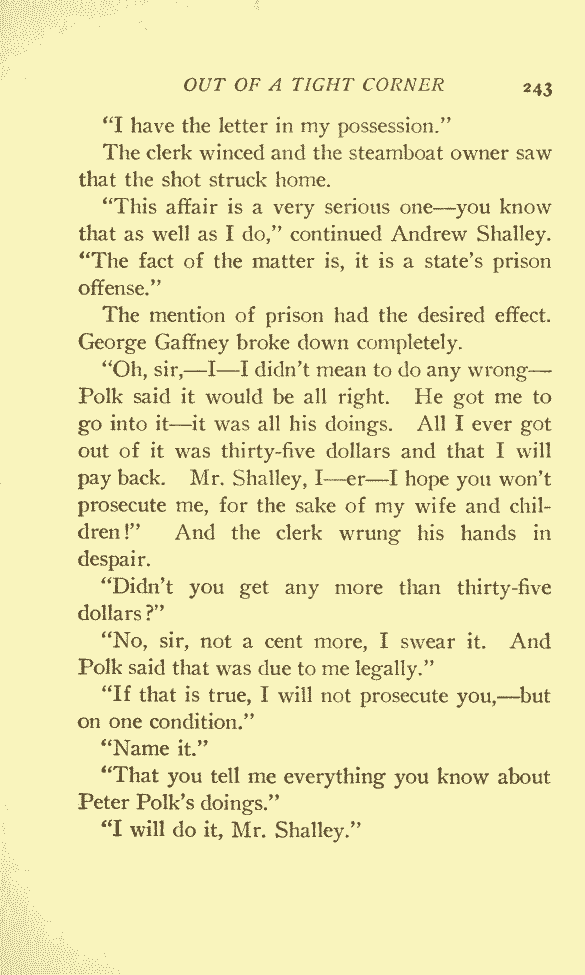 OUT OF A TIGHT CORNER 243
“I have the letter in my possession.”
The clerk winced and the steamboat owner saw
that the shot struck home.
“This affair is a very serious one—you know
that as well as I do,” continued Andrew Shalley.
“The fact of the matter is, it is a state’s prison
offense.”
The mention of prison had the desired effect.
George Gaffney broke down completely.
“Oh, sir,—I—I didn’t mean to do any wrong—
Polk said it would be all right. He got me to
go into it—it was all his doings. All I ever got
out of it was thirty-five dollars and that I will
pay back. Mr. Shalley, I—er—I hope you won’t
prosecute me, for the sake of my wife and chil-
dren!” And the clerk wrung his hands in
despair.
“Didn’t you get any more than thirty-five
dollars?”
“No, sir, not a cent more, I swear it. And
Polk said that was due to me legally.”
“If that is true, I will not prosecute you,—but
on one condition.”
“Name it.”
“That you tell me everything you know about
Peter Polk’s doings.”
“I will do it, Mr. Shalley.”